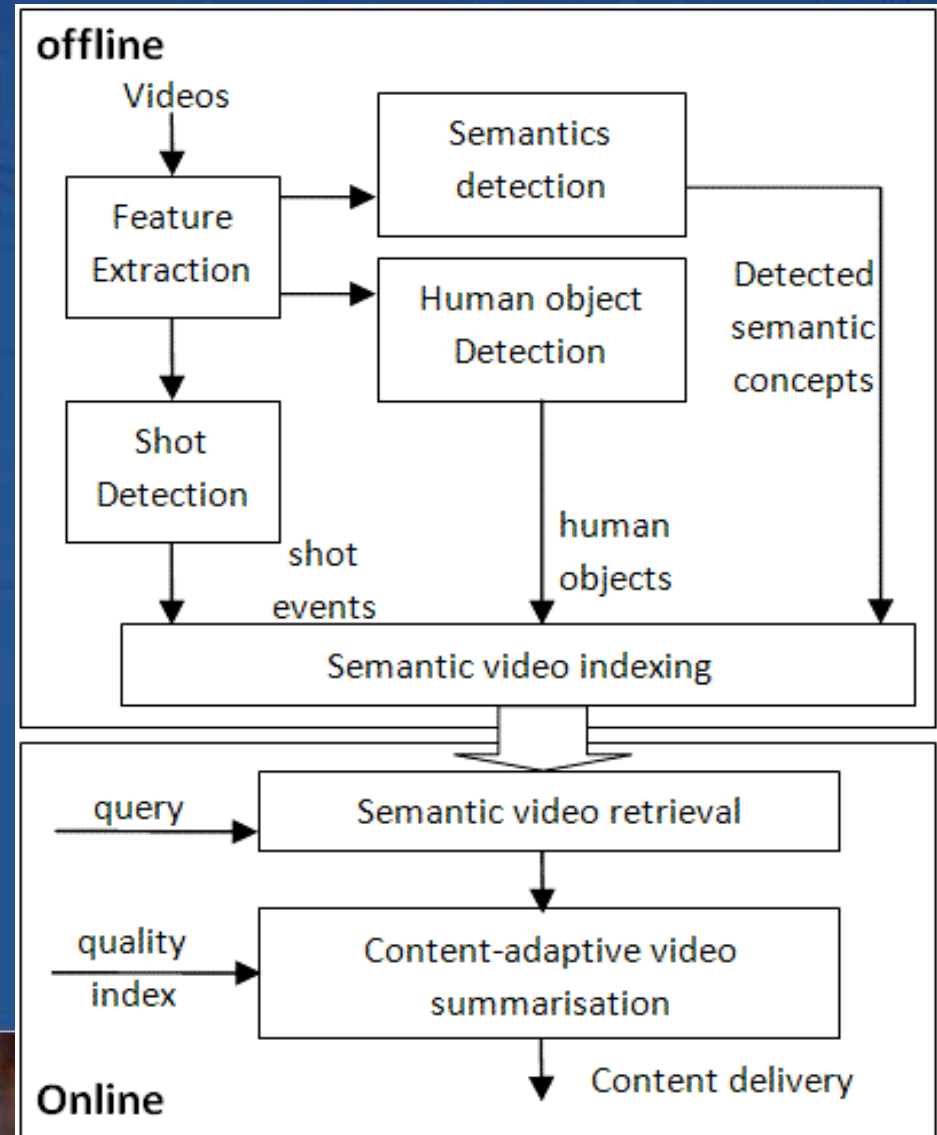 offline
Videos
Semantics
detection
Feature
Extraction
Human object
Detection
Detected
semantic
concepts
Shot
Detection
shot
events
human
objects
Semantic video indexing
query
Semantic video retrieval
quality
index
Content-adaptive video
summarisation
Content delivery
Online